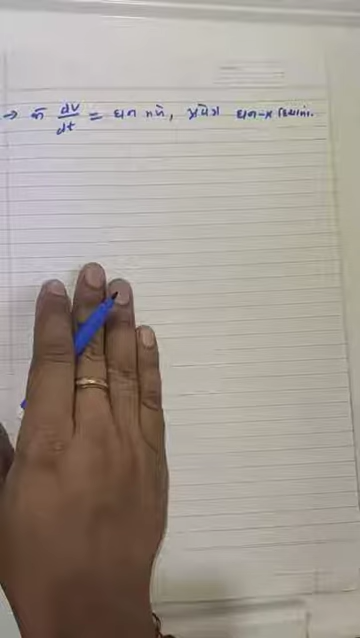 → જો dv/dt = ધન મળે, પ્રવેગ ધન-x દિશામાં.